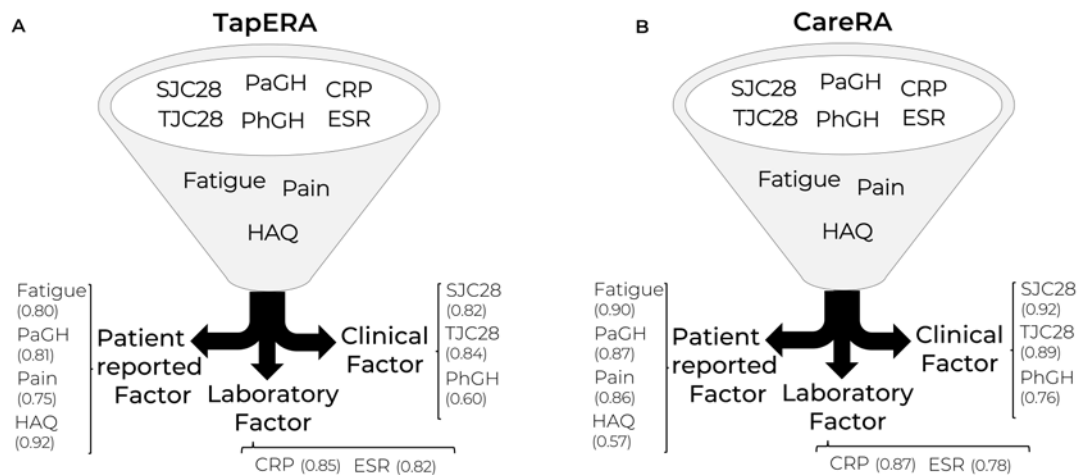 A
TapERA
SJC28 PaGH CRP
TJC28 PhGH ESR
Fatigue Pain
HAQ
Fatigue
(0.80)
PaGH
(0.81)
Pain
(0.75)
HAQ
(0.92)
Patient
reported
Factor
Laboratory
Factor
Clinical
Factor
SJC28
(0.82)
TJC28
(0.84)
PhGH
(0.60)
CRP (0.85) ESR (0.82)
B
CareRA
SJC28 PaGH CRP
TJC28 PhGH ESR
Fatigue Pain
HAQ
Fatigue
(0.90)
PaGH
(0.87)
Pain
(0.86)
HAQ
(0.57)
Patient
reported
Factor
Laboratory
Factor
Clinical
Factor
SJC28
(0.92)
TJC28
(0.89)
PhGH
(0.76)
CRP (0.87) ESR (0.78)